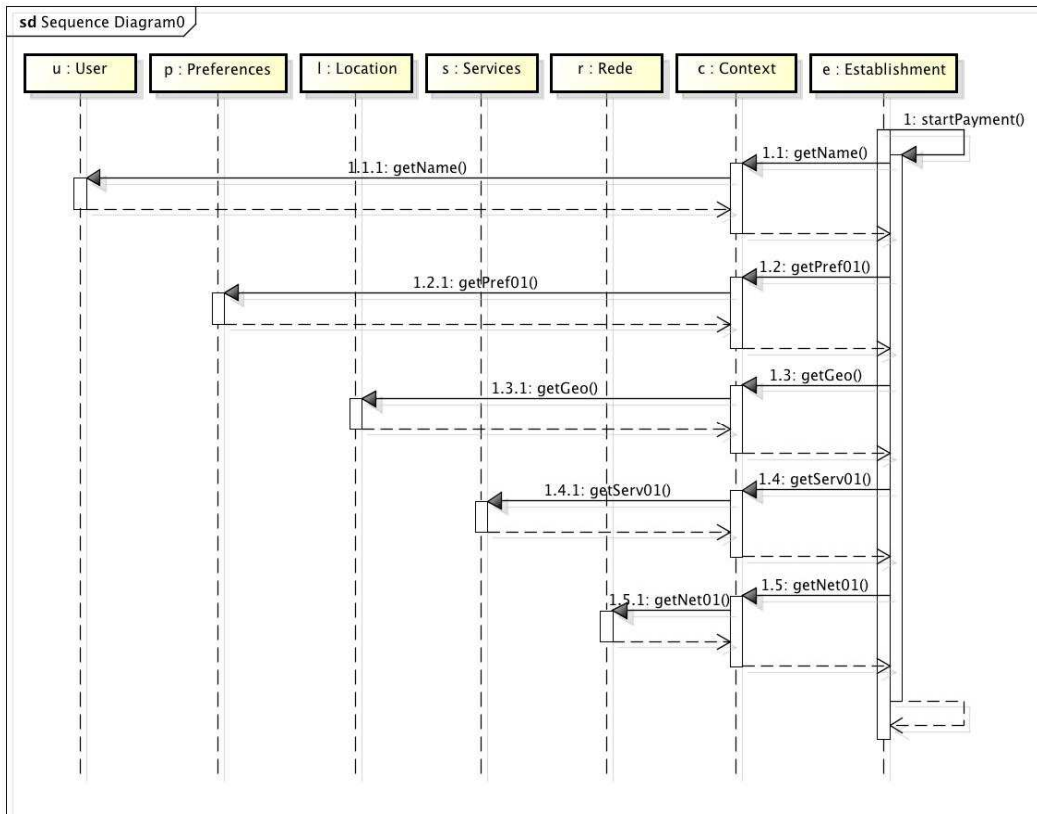 sd Sequence Diagram0
u : User
p : Preferences
l : Location
s : Services
r : Rede
c : Context
e : Establishment
1: startPayment()
1.1: getName()
1.1.1: getName()
1.2: getPref01()
1.2.1: getPref01()
1.3: getGeo()
1.3.1: getGeo()
1.4: getServ01()
1.4.1: getServ01()
1.5: getNet01()
1.5.1: getNet01()